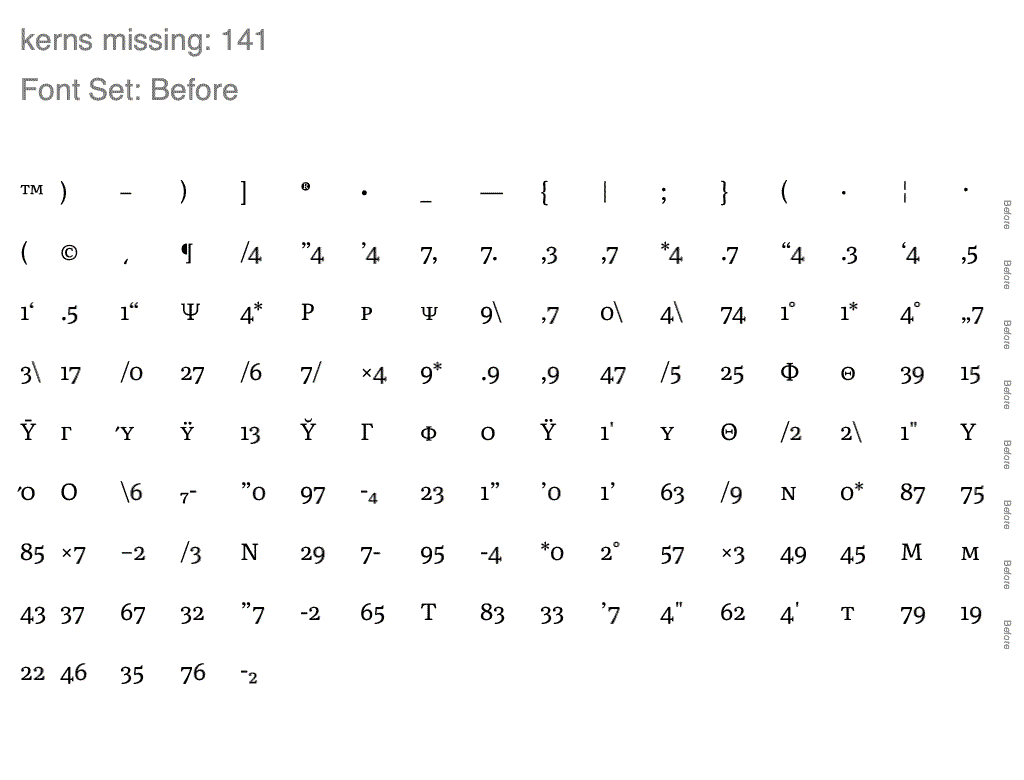 kerns missing: 141
Font Set: Before
™ ) – ) ] ® • _ — { | ; } ( · ¦ ·
( © ͵ ¶ /4 ”4 ’4 7, 7. ,3 ,7 *4 .7 “4 .3 ‘4 ,5
1‘ .5 1“ Ψ 4* Ρ ᴘ ψ 9\ ,7 0\ 4\ 74 1° 1* 4° „7
3\ 17 /0 27 /6 7/ ×4 9* .9 ,9 47 /5 25 Φ Θ 39 15
Ȳ ᴦ ΄Υ Ϋ 13 Y̆ Γ Φ Ο Ϋ 1' ʏ Θ /2 2\ 1" Υ
Ό Ο \6 ₇- ”0 97 -₄ 23 1” ’0 1’ 63 /9 ɴ 0* 87 75
85 ×7 −2 /3 Ν 29 7- 95 -4 *0 2° 57 ×3 49 45 Μ ᴍ
43 37 67 32 ”7 -2 65 Τ 83 33 ’7 4" 62 4' ᴛ 79 19
22 46 35 76 -₂
Before
Before
Before
Before
Before
Before
Before
Before